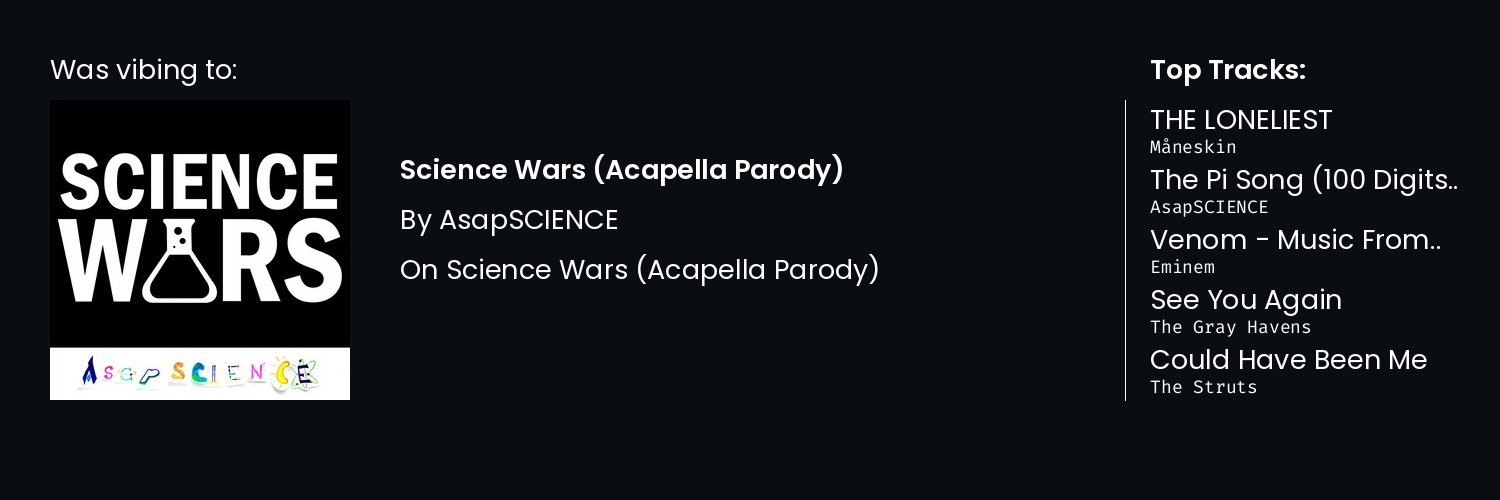 Was vibing to:
SCIENCE
WARS
AsapSCIENCE
Science Wars (Acapella Parody)
By AsapSCIENCE
On Science Wars (Acapella Parody)
Top Tracks:
THE LONELIEST
Måneskin
The Pi Song (100 Digits..
AsapSCIENCE
Venom - Music From..
Eminem
See You Again
The Gray Havens
Could Have Been Me
The Struts